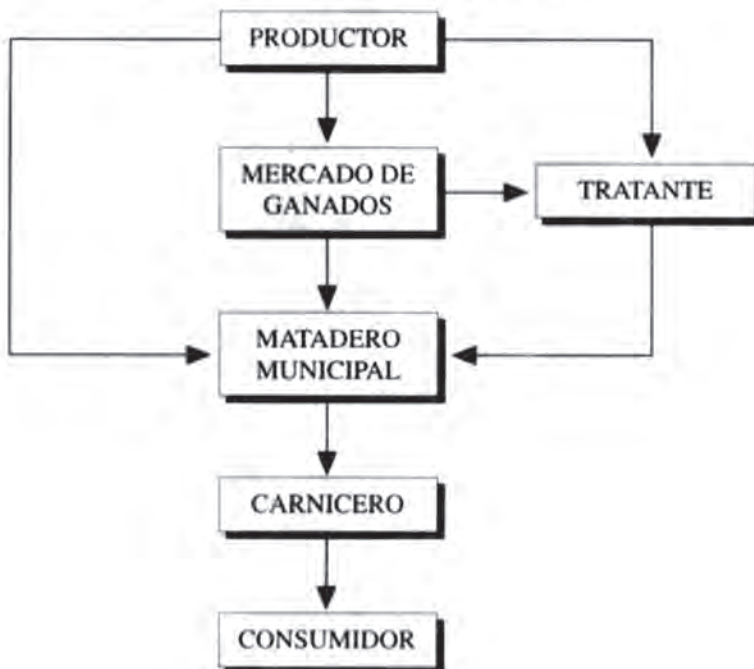 PRODUCTOR
MERCADO DE
GANADOS
TRATANTE
MATADERO
MUNICIPAL
CARNICERO
CONSUMIDOR